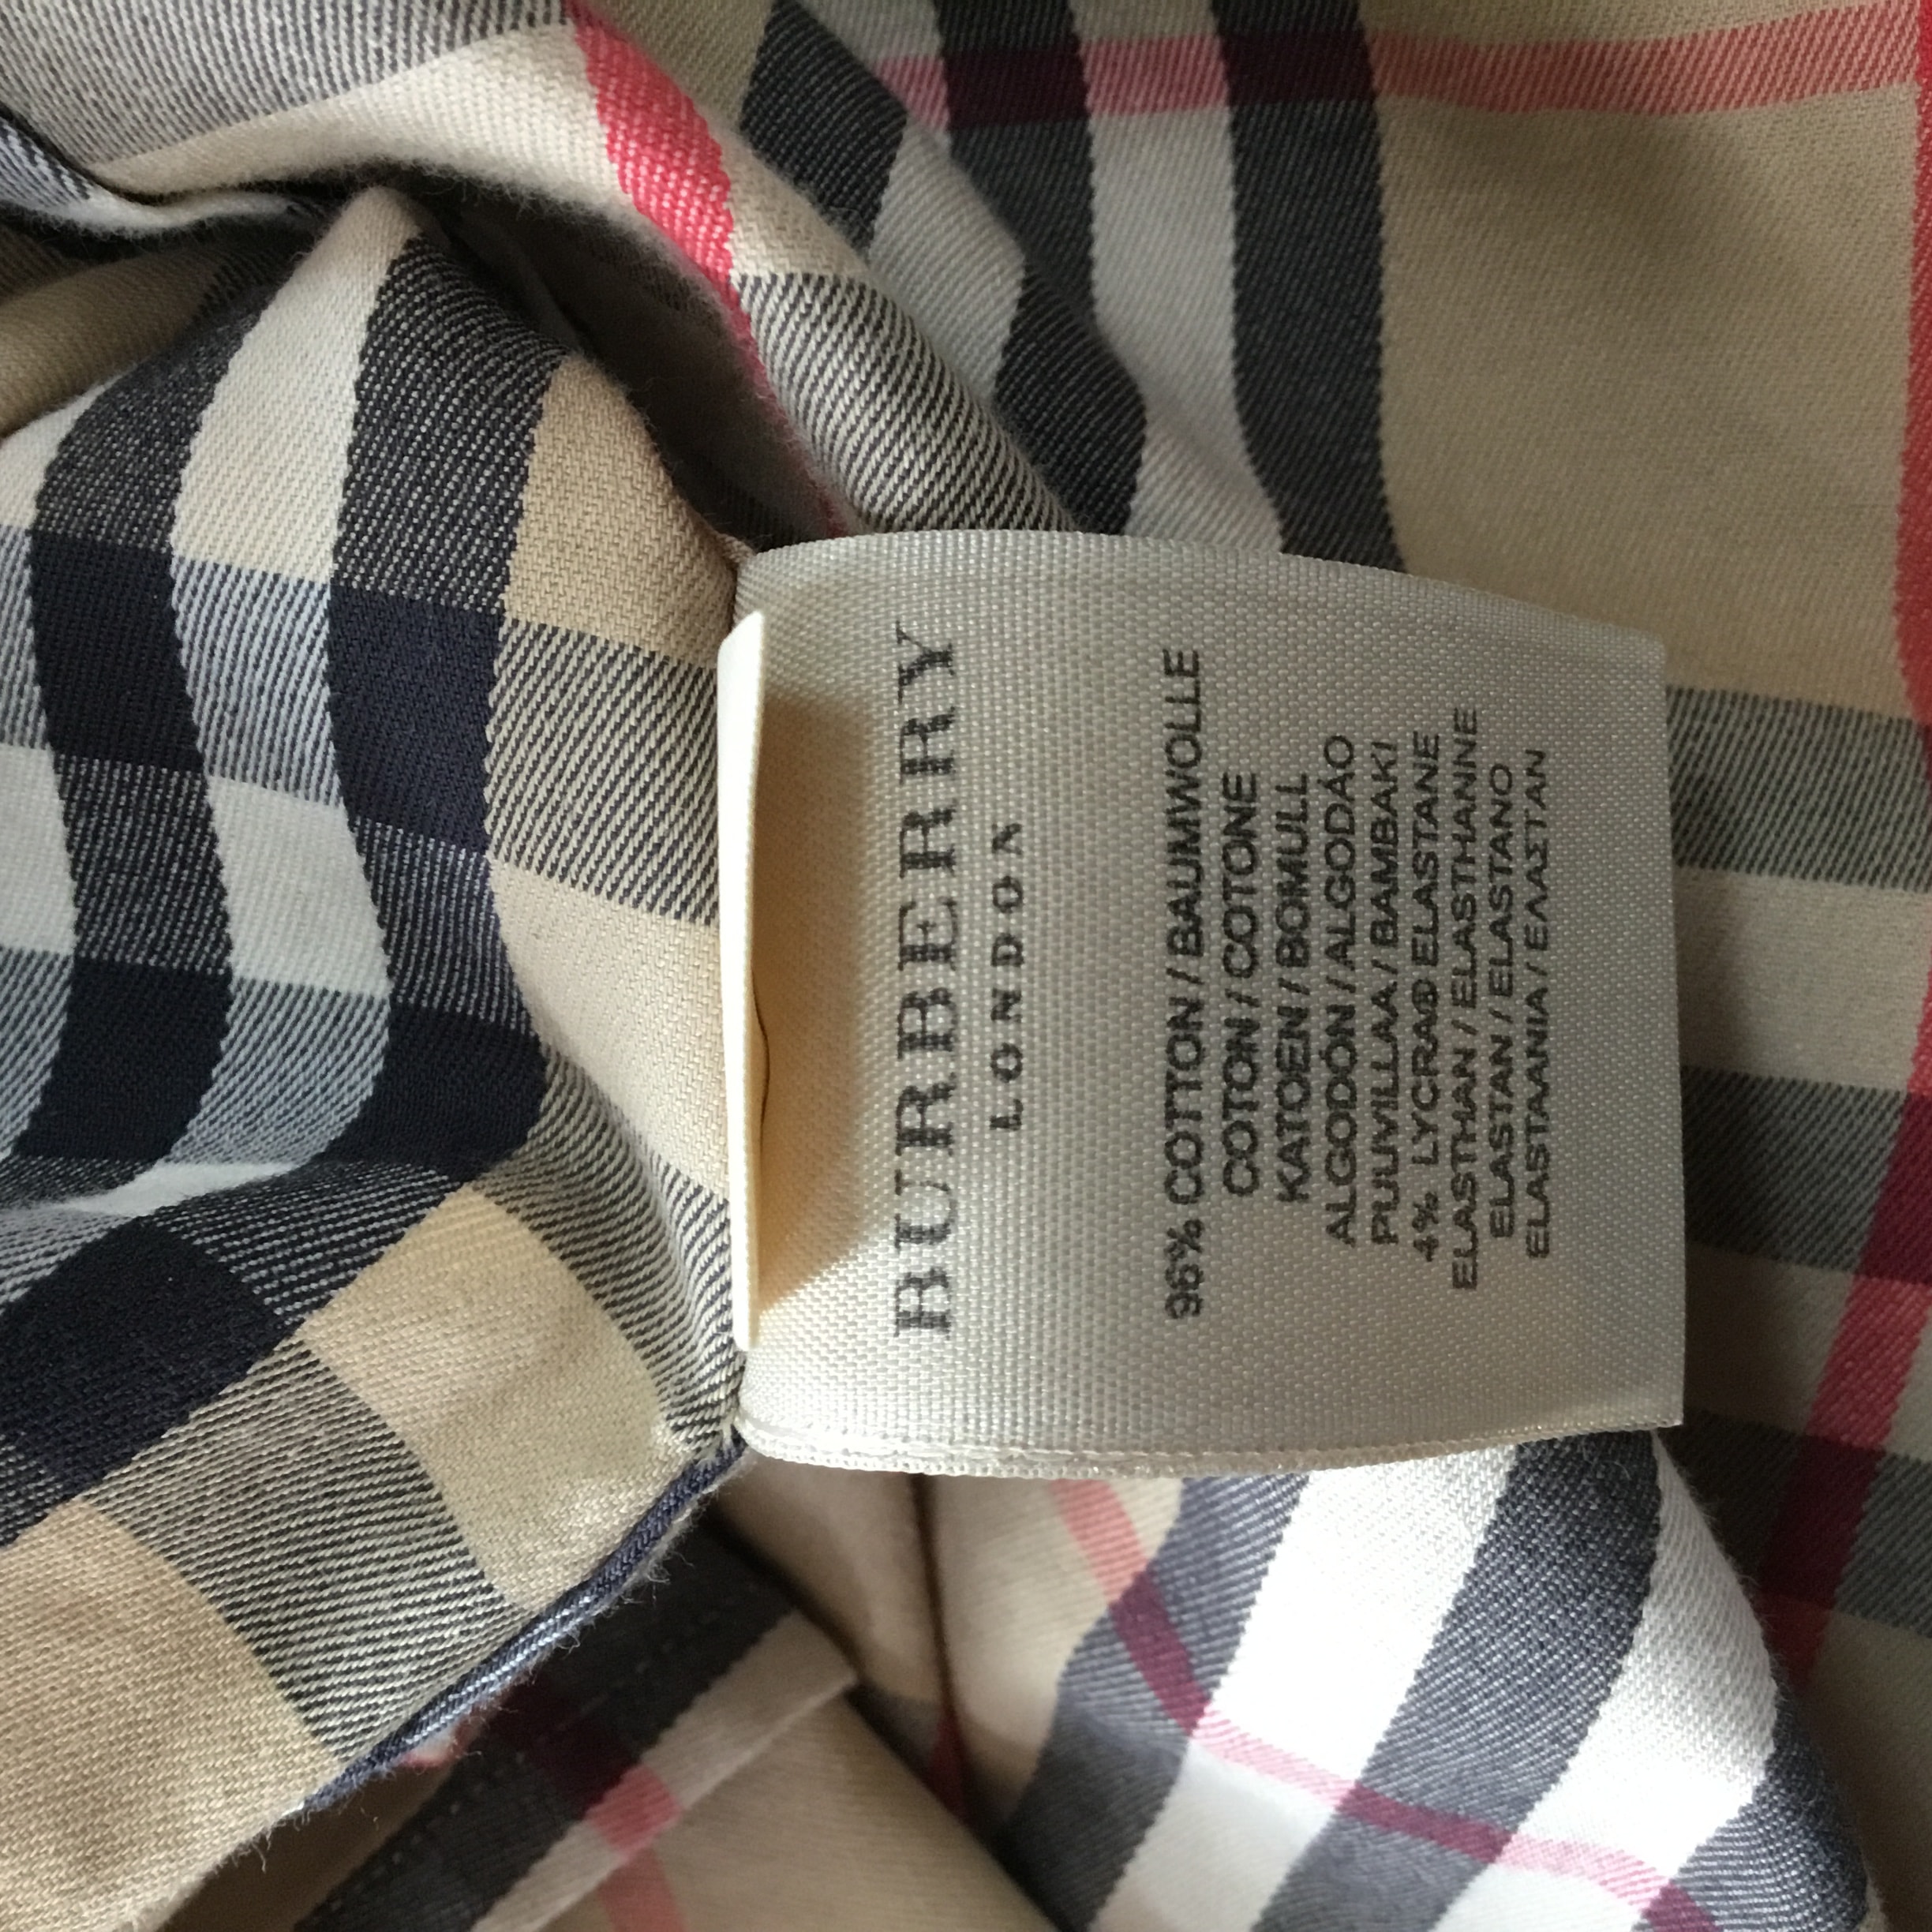 BURBERRY
LONDON
96% COTTON / BAUMWOLLE
COTON / COTONE
KATOEN / BOMULL
ALGODÓN / ALGODÃO
PUUVILLAA / BAMBAKI
4% LYCRA® ELASTANE
ELASTHAN / ELASTHANNE
ELASTAN / ELASTANO
ELASTAANIA / ΕΛΑΣΤΑΝ